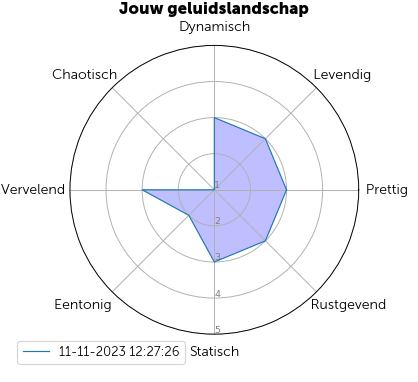 Jouw geluidslandschap
Dynamisch
Chaotisch
Levendig
Vervelend
1
Prettig
2
3
4
Eentonig
Rustgevend
5
11-11-2023 12:27:26
Statisch